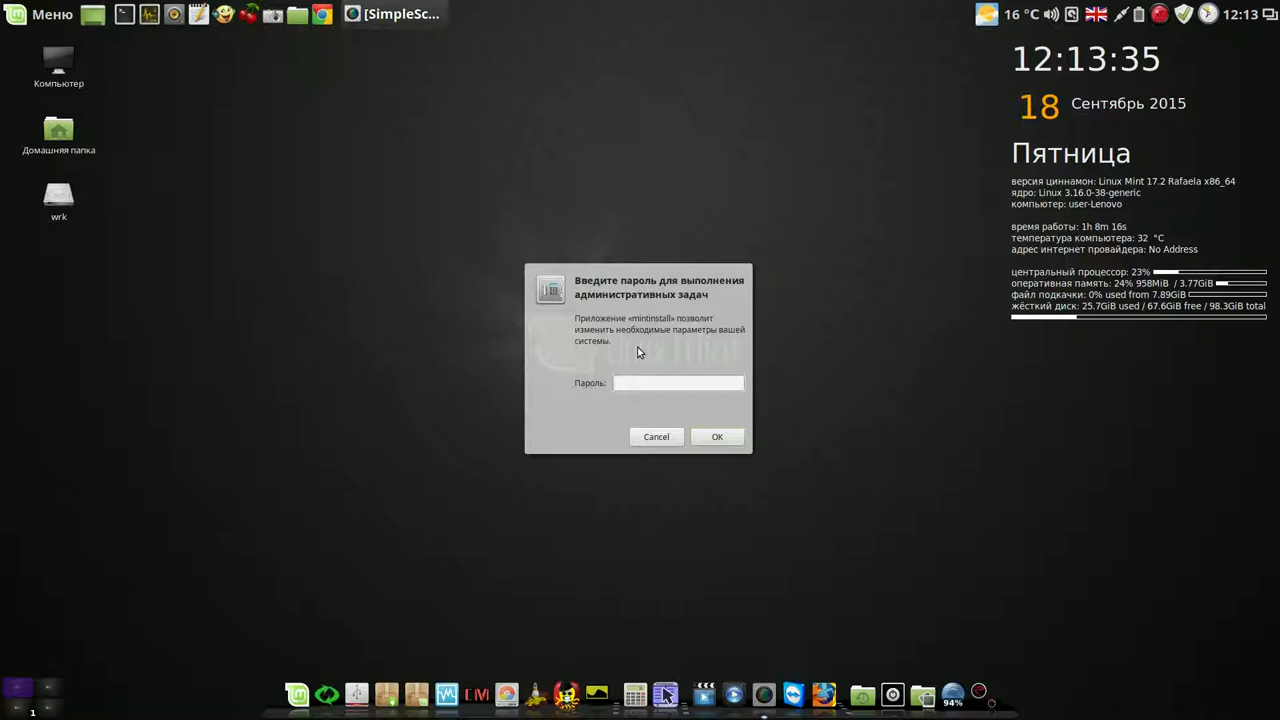 Меню
[SimpleSc...
16 °C
12:13
Компьютер
Домашняя папка
wrk
12:13:35
18 Сентябрь 2015
Пятница
версия циннамон: Linux Mint 17.2 Rafaela x86_64
ядро: Linux 3.16.0-38-generic
компьютер: user-Lenovo
время работы: 1h 8m 16s
температура компьютера: 32 °C
адрес интернет провайдера: No Address
центральный процессор: 23%
оперативная память: 24% 958MiB / 3.77GiB
файл подкачки: 0% used from 7.89GiB
жёсткий диск: 25.7GiB used / 67.6GiB free / 98.3GiB total
Введите пароль для выполнения
административных задач
Приложение «mintinstall» позволит
изменить необходимые параметры вашей
системы.
Пароль:
Cancel
OK
CM
94%
1